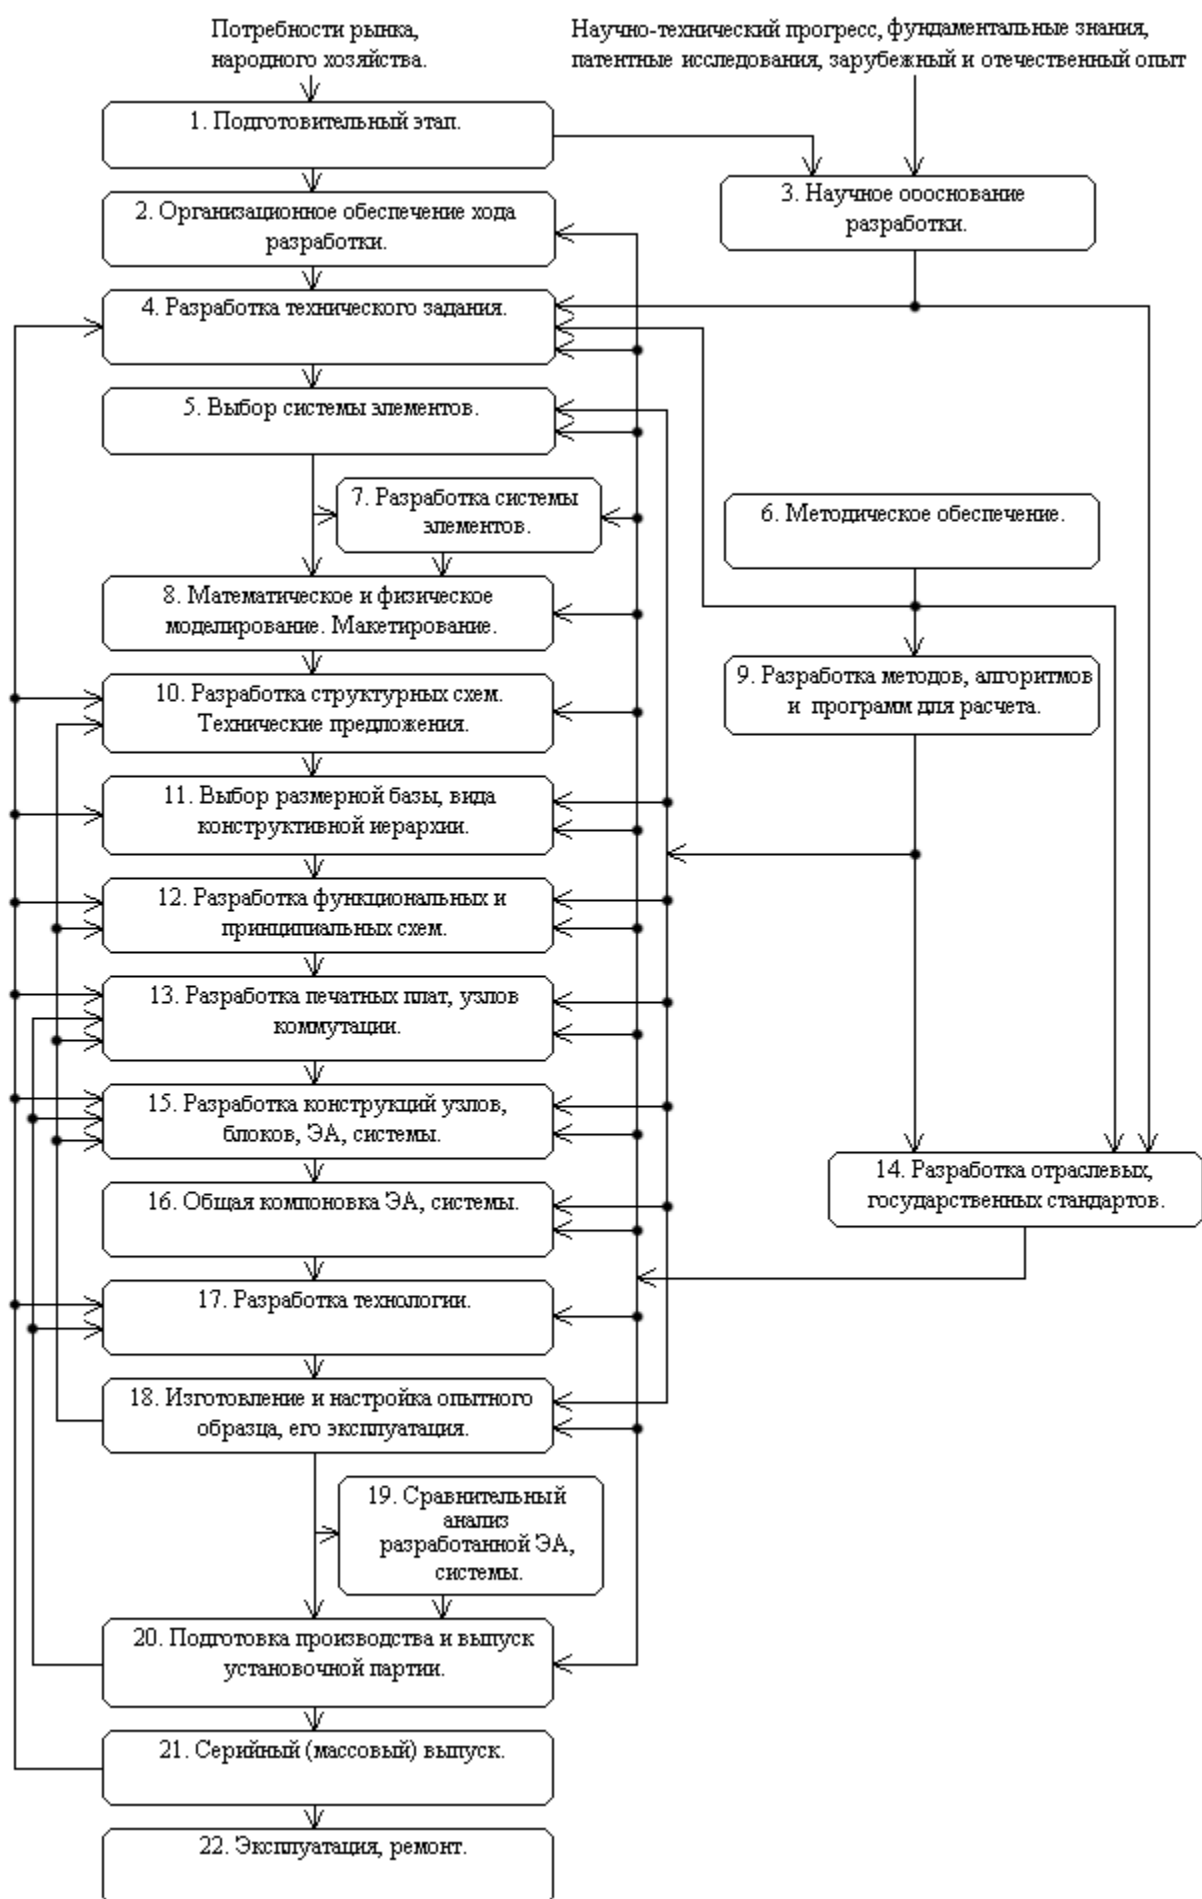 Потребности рынка,
народного хозяйства.
Научно-технический прогресс, фундаментальные знания,
патентные исследования, зарубежный и отечественный опыт
1. Подготовительный этап.
2. Организационное обеспечение хода
разработки.
3. Научное оооснование
разработки.
4. Разработка технического задания.
5. Выбор системы элементов.
7. Разработка системы
элементов.
6. Методическое обеспечение.
8. Математическое и физическое
моделирование. Макетирование.
9. Разработка методов, алгоритмов
и программ для расчета.
10. Разработка структурных схем.
Технические предложения.
11. Выбор размерной базы, вида
конструктивной иерархии.
12. Разработка функциональных и
принципиальных схем.
13. Разработка печатных плат, узлов
коммутации.
15. Разработка конструкций узлов,
блоков, ЭА, системы.
14. Разработка отраслевых,
государственных стандартов.
16. Общая компоновка ЭА, системы.
17. Разработка технологии.
18. Изготовление и настройка опытного
образца, его эксплуатация.
19. Сравнительный
анализ
разработанной ЭА,
системы.
20. Подготовка производства и выпуск
установочной партии.
21. Серийный (массовый) выпуск.
22. Эксплуатация, ремонт.